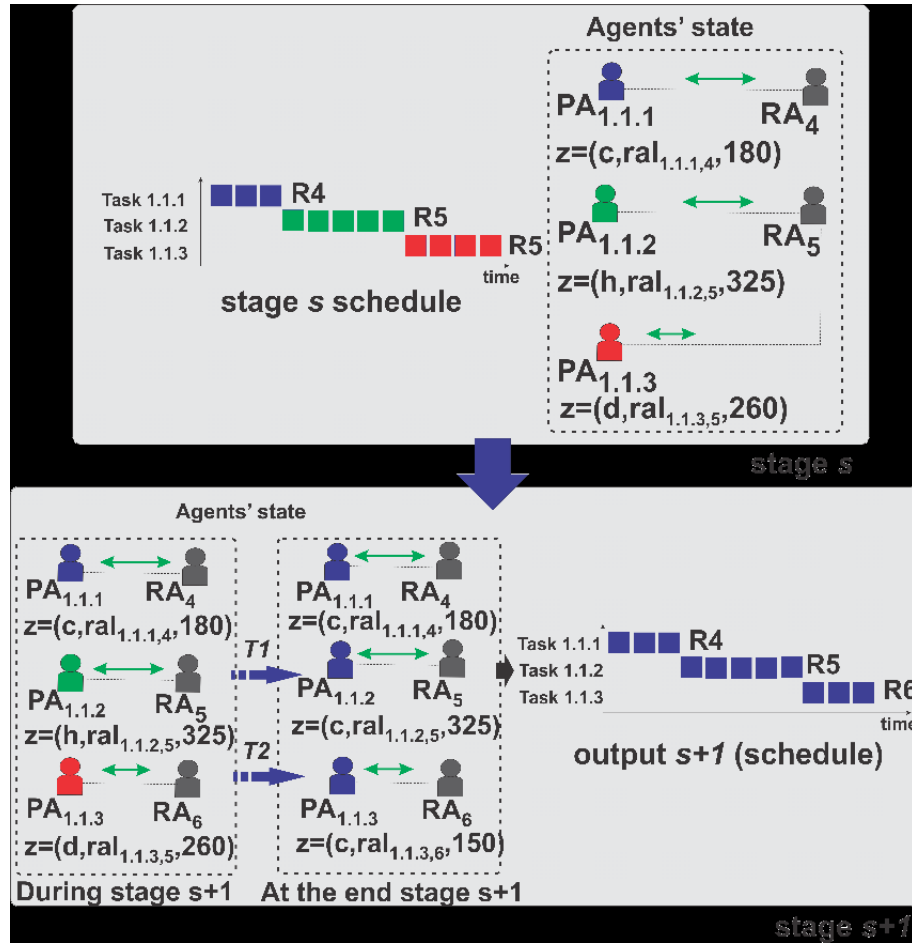 Agents' state
PA1.1.1
RA4
z=(c,ral1.1.1,4,180)
PA1.1.2
RA5
z=(h,ral1.1.2,5,325)
PA1.1.3
z=(d,ral1.1.3,5,260)
Task 1.1.1
R4
Task 1.1.2
R5
Task 1.1.3
R5
time
stage s schedule
stage s
Agents' state
PA1.1.1
RA4
z=(c,ral1.1.1,4,180)
PA1.1.2
RA5
z=(h,ral1.1.2,5,325)
PA1.1.3
RA6
z=(d,ral1.1.3,5,260)
During stage s+1
T1
T2
PA1.1.1
RA4
z=(c,ral1.1.1,4,180)
PA1.1.2
RA5
z=(c,ral1.1.2,5,325)
PA1.1.3
RA6
z=(c,ral1.1.3,6,150)
At the end stage s+1
Task 1.1.1
R4
Task 1.1.2
R5
Task 1.1.3
R6
time
output s+1 (schedule)
stage s+1